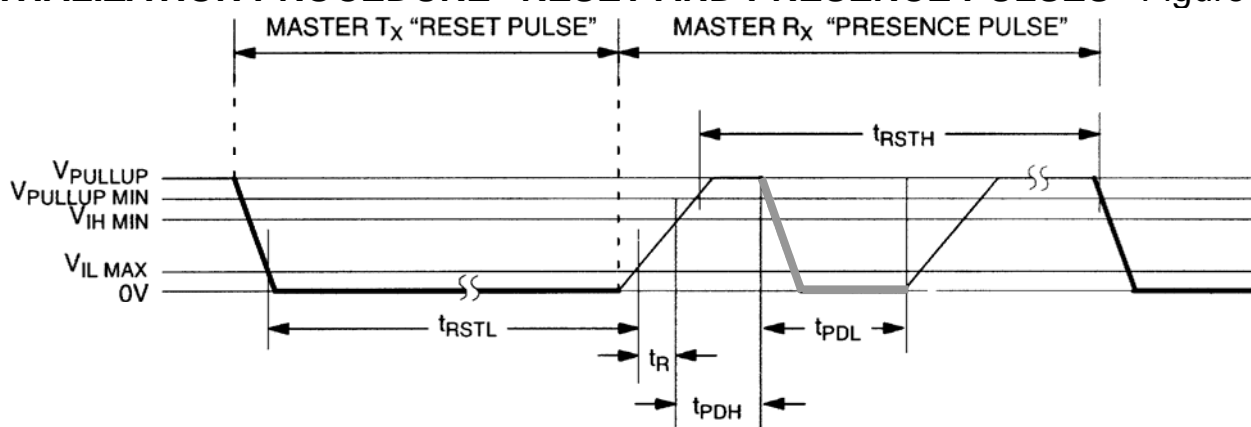 MASTER TX "RESET PULSE"
MASTER RX "PRESENCE PULSE"
tRSTH
VPULLUP
VPULLUP MIN
VIH MIN
VIL MAX
0V
tRSTL
tPDL
tR
tPDH